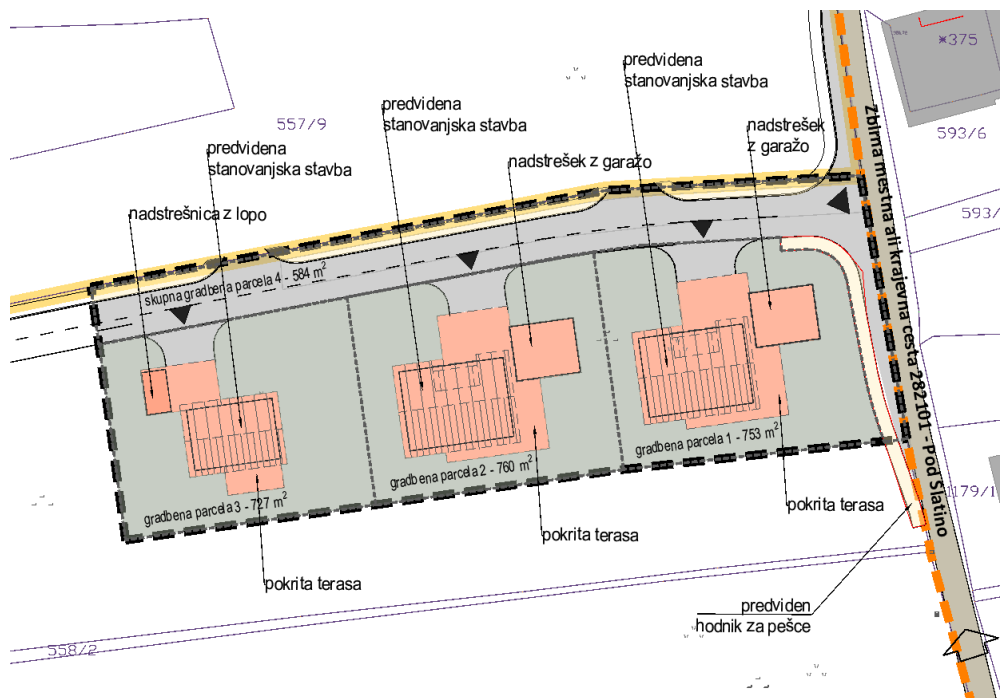 *375
predvidena
stanovanjska stavba
predvidena
stanovanjska stavba
557/9
nadstrešek
z garažo
593/6
predvidena
stanovanjska stavba
nadstrešek z garažo
nadstrešnica z lopo
593/
Zbirna mestna ali krajevna cesta 282101 - Pod Slatino
skupna gradbena parcela 4 - 584 m²
gradbena parcela 1 - 753 m²
gradbena parcela 2 - 760 m²
gradbena parcela 3 - 727 m²
1179/1
pokrita terasa
pokrita terasa
pokrita terasa
predviden
hodnik za pešce
558/2